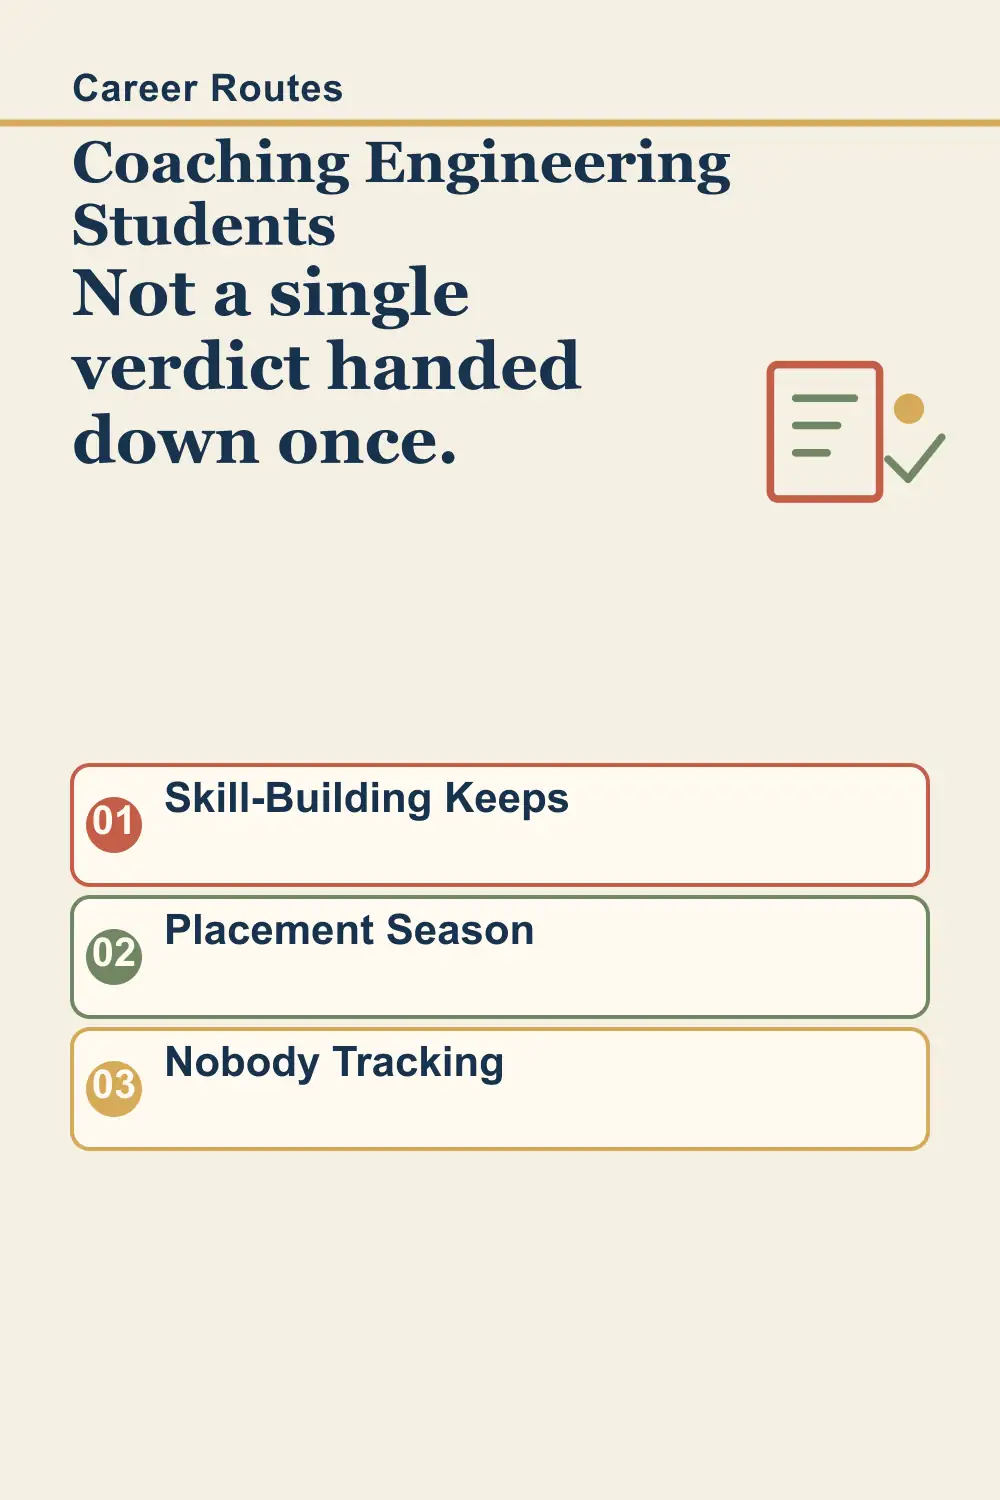 Career Routes
Coaching Engineering
Students
Not a single
verdict handed
down once.
01 Skill-Building Keeps
02 Placement Season
03 Nobody Tracking